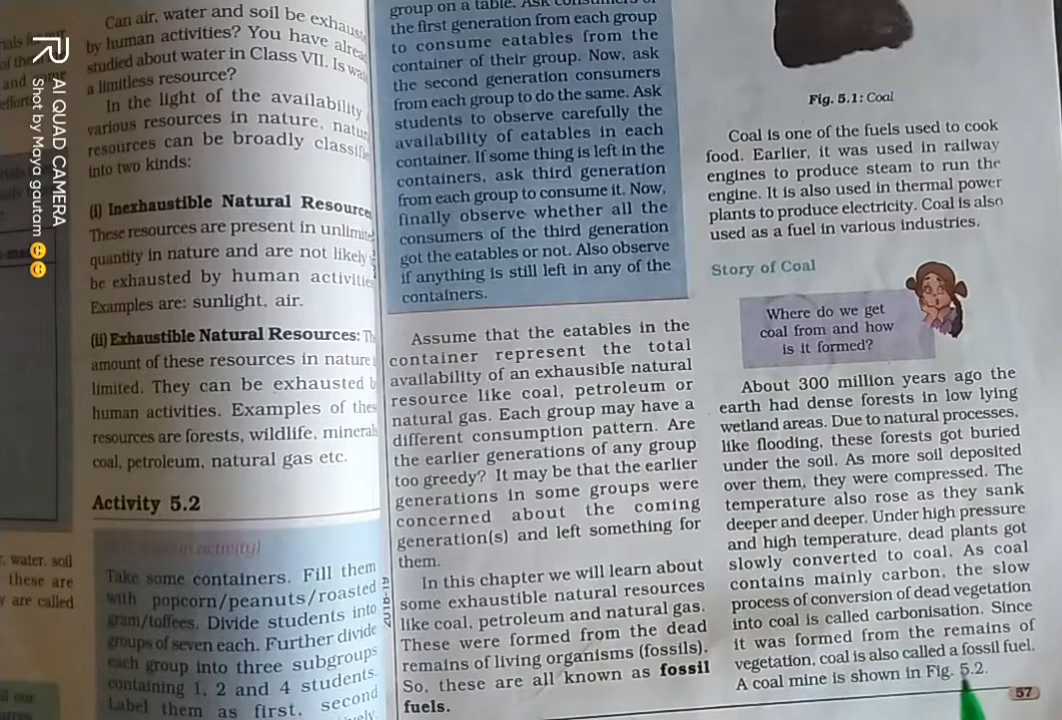 AI QUAD CAMERA
Shot by Maya gautam
, water, soil
these are
y are called
Can air, water and soil be exhaus
by human activities? You have alrea
studied about water in Class VII. Is wa
a limitless resource?
In the light of the availability
various resources in nature, natur
resources can be broadly classifi
into two kinds:
(i) Inexhaustible Natural Resource
These resources are present in unlimite
quantity in nature and are not likely
be exhausted by human activitie
Examples are: sunlight, air.
(ii) Exhaustible Natural Resources: Th
amount of these resources in nature
limited. They can be exhausted b
human activities. Examples of thes
resources are forests, wildlife, minerals
coal, petroleum, natural gas etc.
Activity 5.2
activity)
Take some containers. Fill them
with popcorn/peanuts/roasted
gram/toffees. Divide students into
groups of seven each. Further divide
each group into three subgroups
containing 1, 2 and 4 students.
Label them as first, second
group on a table. Ask consumers of
the first generation from each group
to consume eatables from the
container of their group. Now, ask
the second generation consumers
from each group to do the same. Ask
students to observe carefully the
availability of eatables in each
container. If some thing is left in the
containers, ask third generation
from each group to consume it. Now,
finally observe whether all the
consumers of the third generation
got the eatables or not. Also observe
if anything is still left in any of the
containers.
Assume that the eatables in the
container represent the total
availability of an exhausible natural
resource like coal, petroleum or
natural gas. Each group may have a
different consumption pattern. Are
the earlier generations of any group
too greedy? It may be that the earlier
generations in some groups were
concerned about the coming
generation(s) and left something for
them.
In this chapter we will learn about
some exhaustible natural resources
like coal, petroleum and natural gas.
These were formed from the dead
remains of living organisms (fossils).
So, these are all known as fossil
fuels.
Fig. 5.1: Coal
Coal is one of the fuels used to cook
food. Earlier, it was used in railway
engines to produce steam to run the
engine. It is also used in thermal power
plants to produce electricity. Coal is also
used as a fuel in various industries.
Story of Coal
Where do we get
coal from and how
is it formed?
About 300 million years ago the
earth had dense forests in low lying
wetland areas. Due to natural processes,
like flooding, these forests got buried
under the soil. As more soil deposited
over them, they were compressed. The
temperature also rose as they sank
deeper and deeper. Under high pressure
and high temperature, dead plants got
slowly converted to coal. As coal
contains mainly carbon, the slow
process of conversion of dead vegetation
into coal is called carbonisation. Since
it was formed from the remains of
vegetation, coal is also called a fossil fuel.
A coal mine is shown in Fig. 5.2.
57